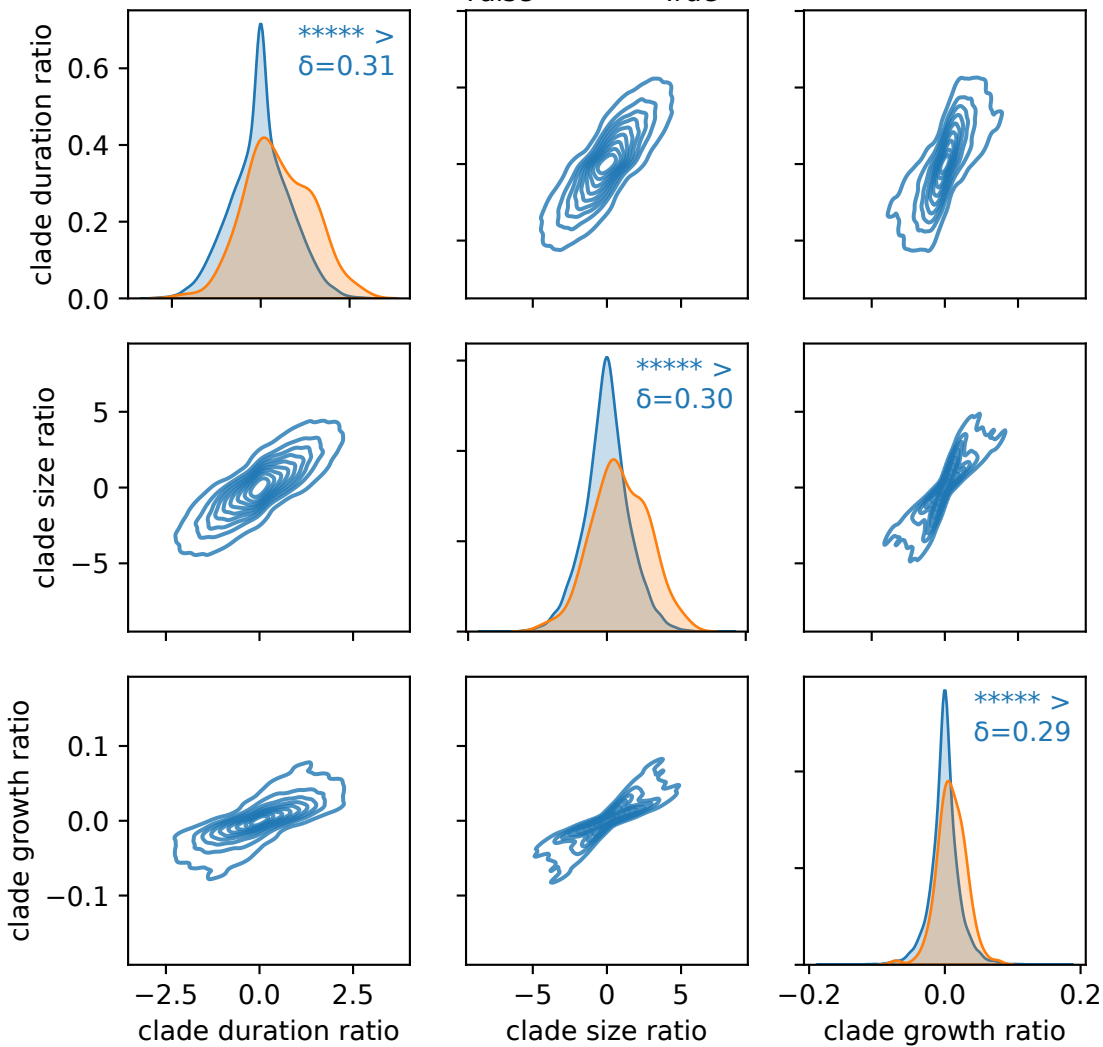 clade duration ratio
0.6
0.4
0.2
0.0
***** >
δ=0.31
clade size ratio
5
0
−5
***** >
δ=0.30
clade growth ratio
0.1
0.0
−0.1
***** >
δ=0.29
−2.5 0.0 2.5
−5 0 5
−0.2 0.0 0.2
clade duration ratio
clade size ratio
clade growth ratio